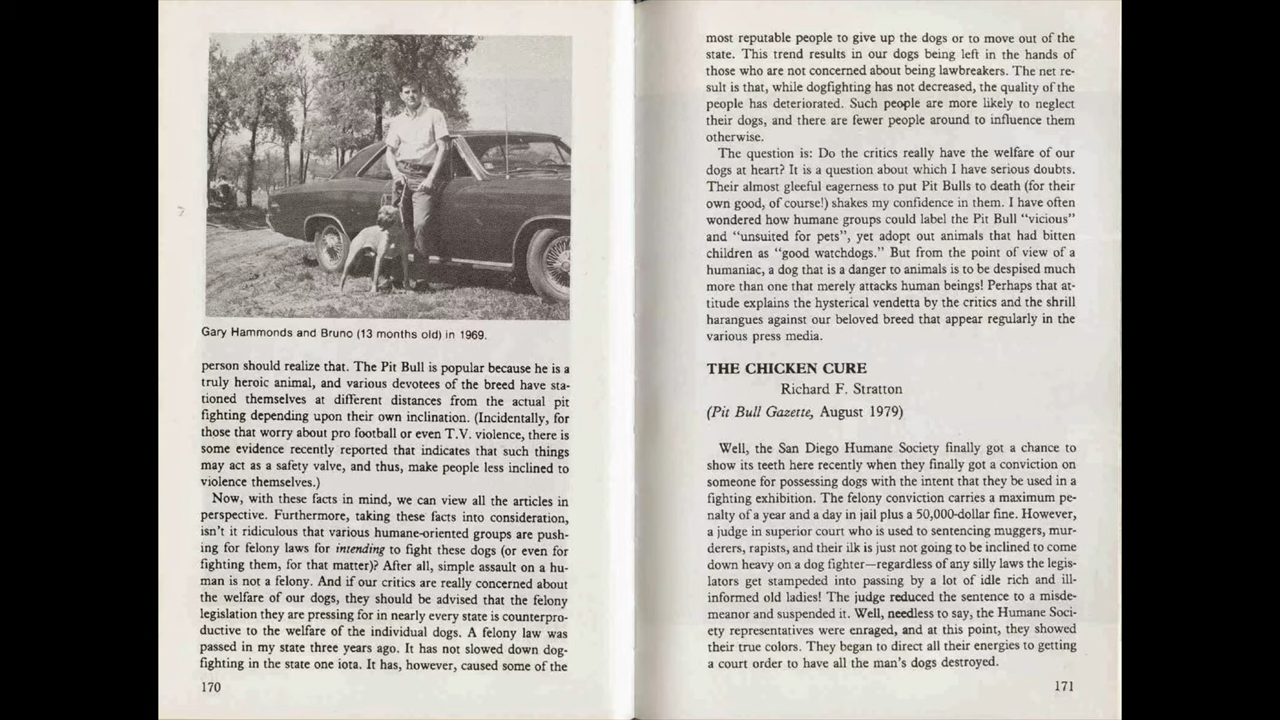 Gary Hammonds and Bruno (13 months old) in 1969.
person should realize that. The Pit Bull is popular because he is a
truly heroic animal, and various devotees of the breed have sta-
tioned themselves at different distances from the actual pit
fighting depending upon their own inclination. (Incidentally, for
those that worry about pro football or even T.V. violence, there is
some evidence recently reported that indicates that such things
may act as a safety valve, and thus, make people less inclined to
violence themselves.)
Now, with these facts in mind, we can view all the articles in
perspective. Furthermore, taking these facts into consideration,
isn't it ridiculous that various humane-oriented groups are push-
ing for felony laws for intending to fight these dogs (or even for
fighting them, for that matter)? After all, simple assault on a hu-
man is not a felony. And if our critics are really concerned about
the welfare of our dogs, they should be advised that the felony
legislation they are pressing for in nearly every state is counterpro-
ductive to the welfare of the individual dogs. A felony law was
passed in my state three years ago. It has not slowed down dog-
fighting in the state one iota. It has, however, caused some of the
170
most reputable people to give up the dogs or to move out of the
state. This trend results in our dogs being left in the hands of
those who are not concerned about being lawbreakers. The net re-
sult is that, while dogfighting has not decreased, the quality of the
people has deteriorated. Such people are more likely to neglect
their dogs, and there are fewer people around to influence them
otherwise.
The question is: Do the critics really have the welfare of our
dogs at heart? It is a question about which I have serious doubts.
Their almost gleeful eagerness to put Pit Bulls to death (for their
own good, of course!) shakes my confidence in them. I have often
wondered how humane groups could label the Pit Bull "vicious"
and "unsuited for pets", yet adopt out animals that had bitten
children as "good watchdogs." But from the point of view of a
humaniac, a dog that is a danger to animals is to be despised much
more than one that merely attacks human beings! Perhaps that at-
titude explains the hysterical vendetta by the critics and the shrill
harangues against our beloved breed that appear regularly in the
various press media.
THE CHICKEN CURE
Richard F. Stratton
(Pit Bull Gazette, August 1979)
Well, the San Diego Humane Society finally got a chance to
show its teeth here recently when they finally got a conviction on
someone for possessing dogs with the intent that they be used in a
fighting exhibition. The felony conviction carries a maximum pe-
nalty of a year and a day in jail plus a 50,000-dollar fine. However,
a judge in superior court who is used to sentencing muggers, mur-
derers, rapists, and their ilk is just not going to be inclined to come
down heavy on a dog fighter—regardless of any silly laws the legis-
lators get stampeded into passing by a lot of idle rich and ill-
informed old ladies! The judge reduced the sentence to a misde-
meanor and suspended it. Well, needless to say, the Humane Soci-
ety representatives were enraged, and at this point, they showed
their true colors. They began to direct all their energies to getting
a court order to have all the man's dogs destroyed.
171